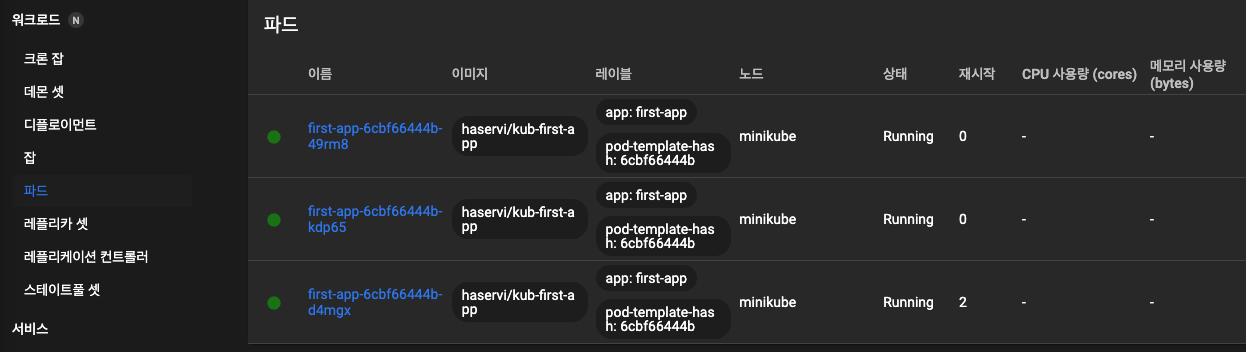 워크로드 N
크론 잡
데몬 셋
디플로이먼트
잡
파드
레플리카 셋
레플리케이션 컨트롤러
스테이트풀 셋
서비스
파드
이름 이미지 레이블 노드 상태 재시작 CPU 사용량 (cores) 메모리 사용량
(bytes)
first-app-6cbf66444b-
49rm8
haservi/kub-first-a
pp
app: first-app
pod-template-has
h: 6cbf66444b
minikube Running 0 - -
first-app-6cbf66444b-
kdp65
haservi/kub-first-a
pp
app: first-app
pod-template-has
h: 6cbf66444b
minikube Running 0 - -
first-app-6cbf66444b-
d4mgx
haservi/kub-first-a
pp
app: first-app
pod-template-has
h: 6cbf66444b
minikube Running 2 - -